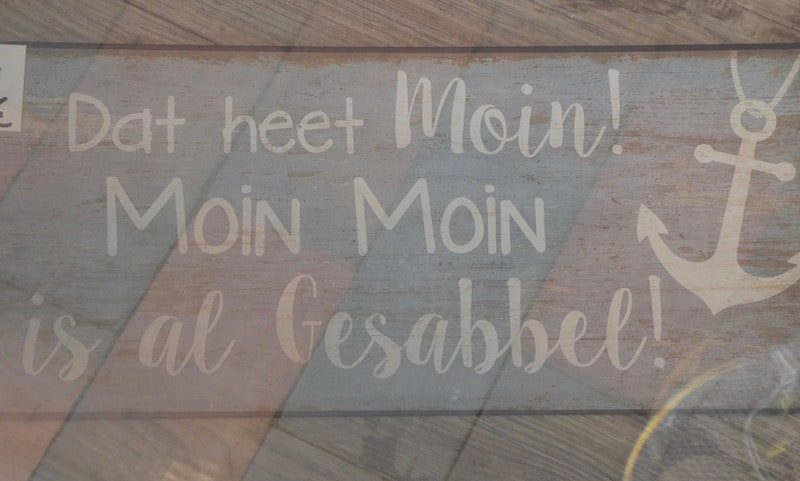 Dat heet Moin!
Moin Moin
is al Gesabbel!